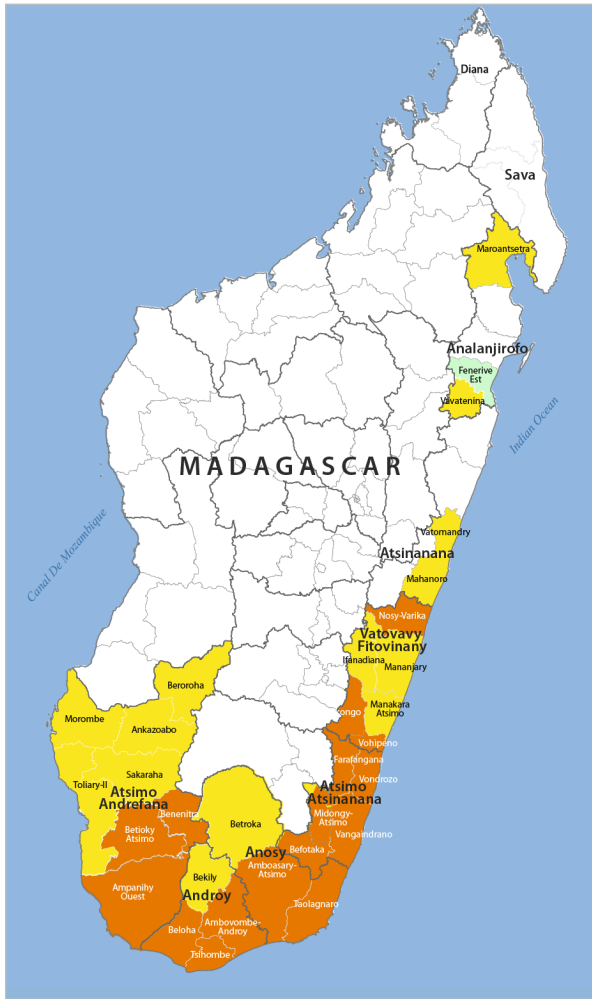 Diana
Sava
Maroantsetra
Analanjirofo
Fenerive
Est
Vavatenina
Indian Ocean
MADAGASCAR
Canal De Mozambique
Vatomandry
Atsinanana
Mahanoro
Nosy-Varika
Vatovavy
Fitovinany
Ifanadiana
Mananjary
Beroroha
Manakara
Atsimo
Morombe
Ankazoabo
ongo
Vohipeno
Farafangana
Vondrozo
Sakaraha
Toliary-II
Atsimo
Andrefana
Atsimo
Atsinanana
Benenitra
Midongy-
Atsimo
Betroka
Betioky
Atsimo
Vangaindrano
Befotaka
Anosy
Amboasary-
Atsimo
Bekily
Ampanihy
Ouest
Androy
Taolagnaro
Ambovombe-
Androy
Beloha
Tsihombe